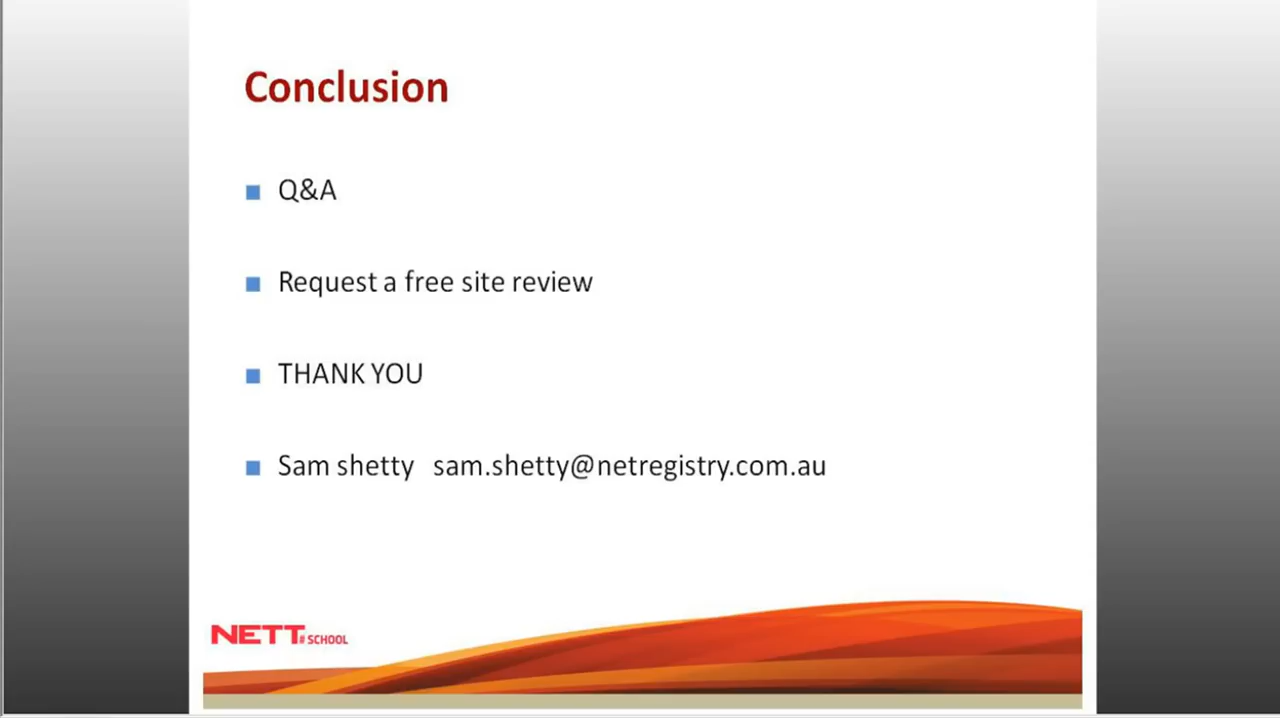 Conclusion
Q&A
Request a free site review
THANK YOU
Sam shetty sam.shetty@netregistry.com.au
NETT# SCHOOL